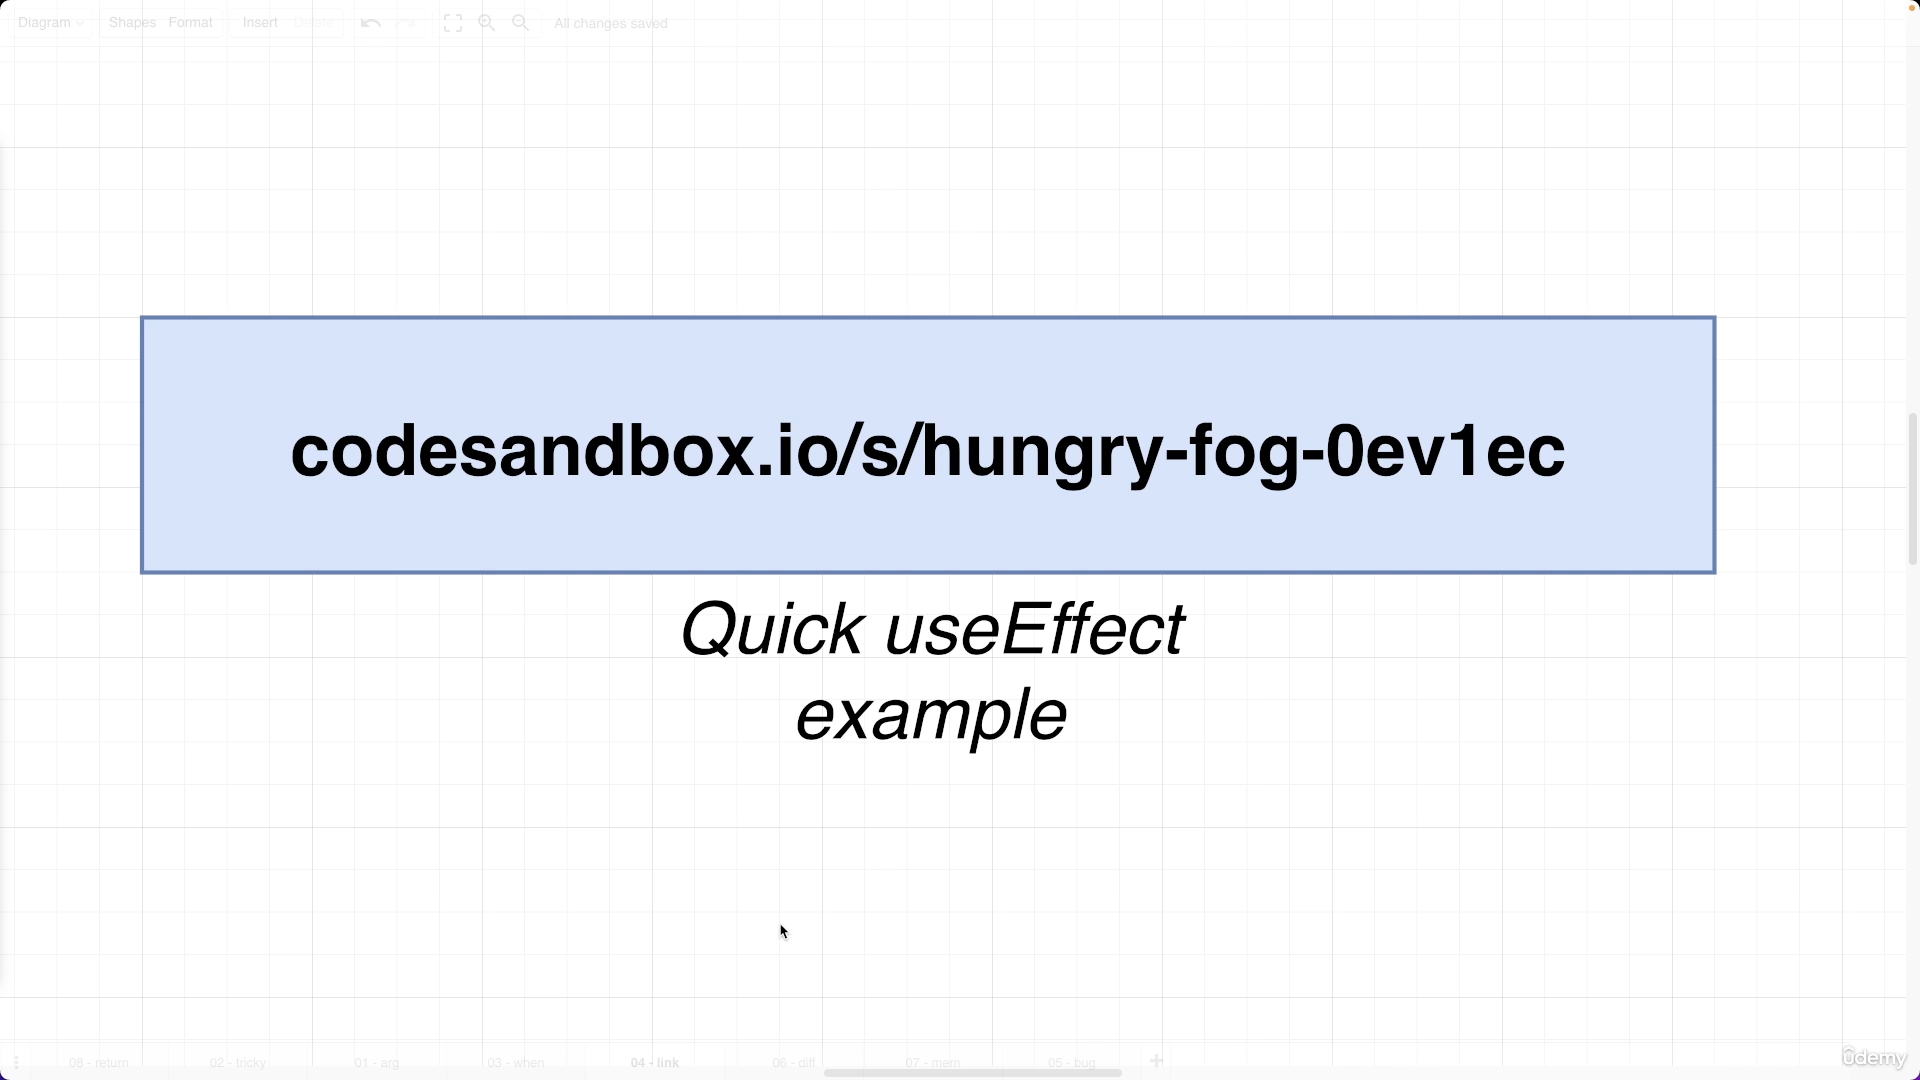 Diagram Shapes Format Insert Delete All changes saved
codesandbox.io/s/hungry-fog-0ev1ec
Quick useEffect
example
08 - return 02 - tricky 01 - arg 03 - when 04 - link 06 - diff 07 - mem 05 - bug
ûdemy